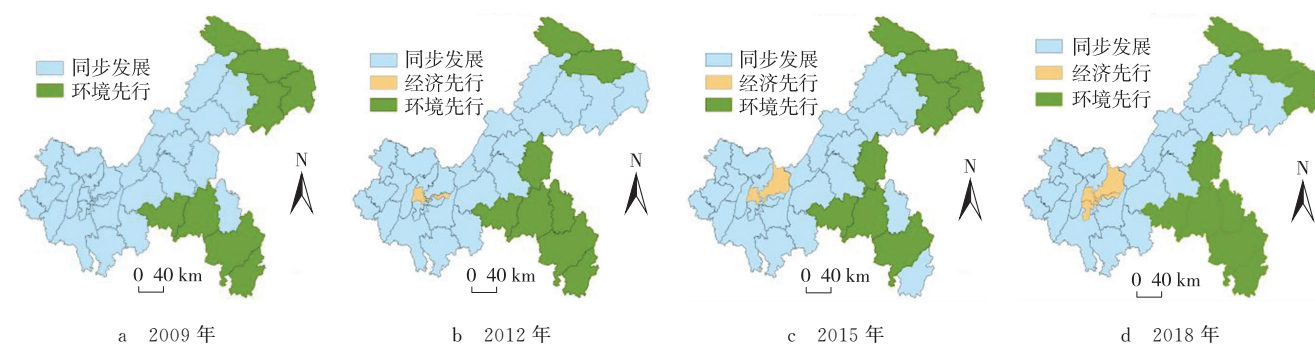 同步发展
环境先行
N
0 40 km
a 2009 年
同步发展
经济先行
环境先行
N
0 40 km
b 2012 年
同步发展
经济先行
环境先行
N
0 40 km
c 2015 年
同步发展
经济先行
环境先行
N
0 40 km
d 2018 年